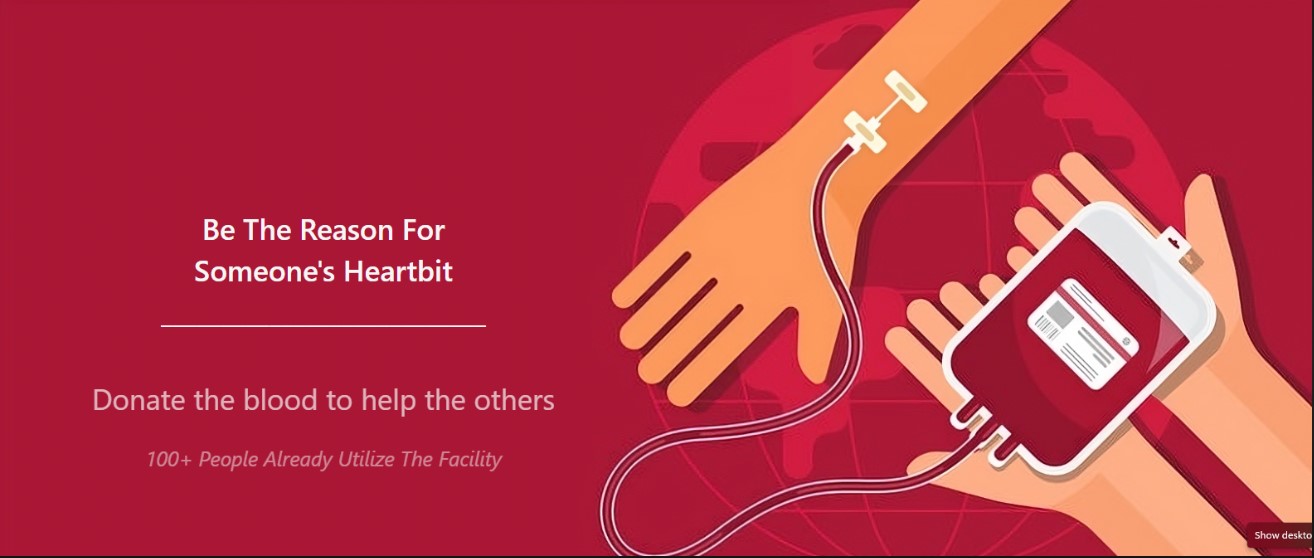 Be The Reason For
Someone's Heartbit
Donate the blood to help the others
100+ People Already Utilize The Facility
Show deskto